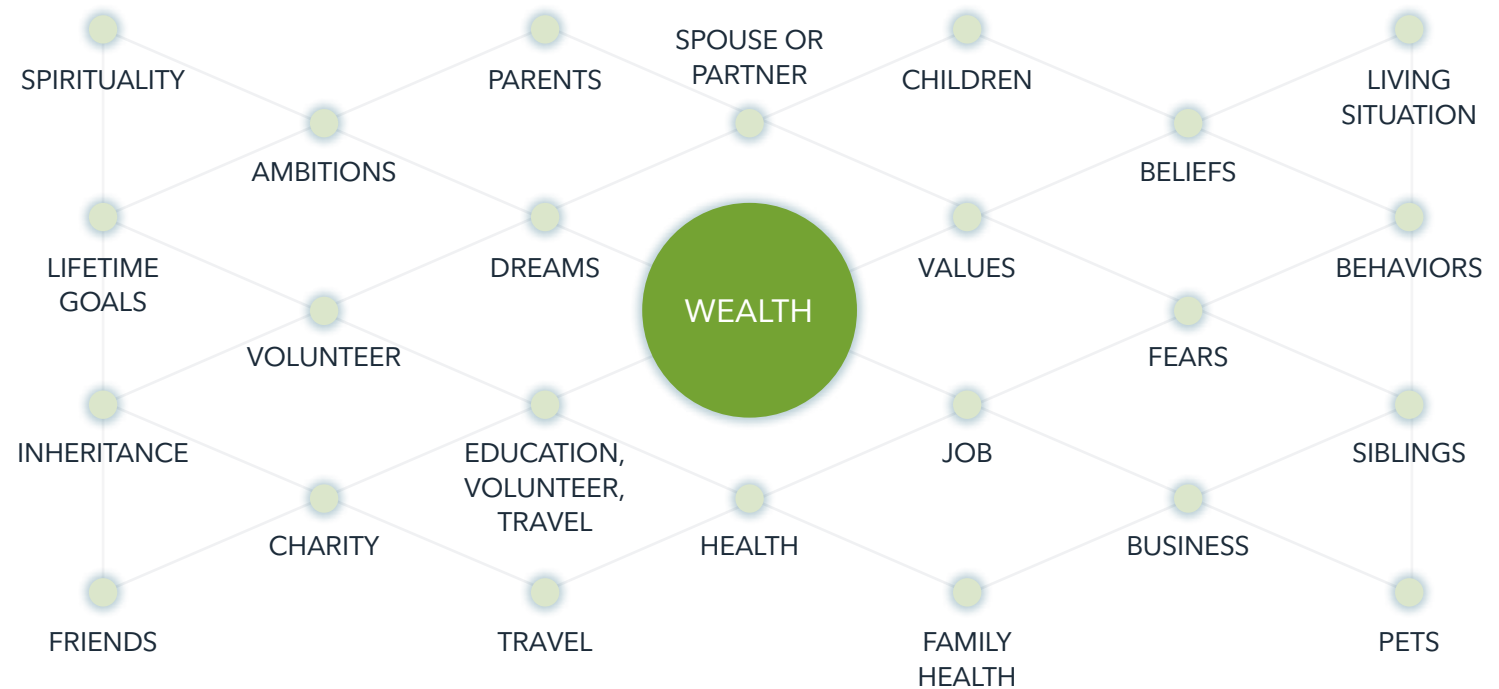 SPOUSE OR
PARTNER
SPIRITUALITY
PARENTS
CHILDREN
LIVING
SITUATION
AMBITIONS
BELIEFS
LIFETIME
GOALS
DREAMS
WEALTH
VALUES
BEHAVIORS
VOLUNTEER
FEARS
INHERITANCE
EDUCATION,
VOLUNTEER,
TRAVEL
JOB
SIBLINGS
CHARITY
HEALTH
BUSINESS
FRIENDS
TRAVEL
FAMILY
HEALTH
PETS